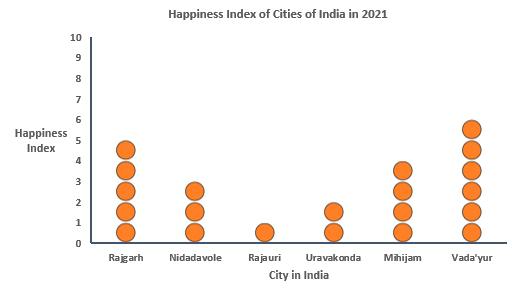 Happiness Index of Cities of India in 2021
10
9
8
7
6
5
4
3
2
1
0
Happiness
Index
Rajgarh Nidadavole Rajauri Uravakonda Mihijam Vada'yur
City in India